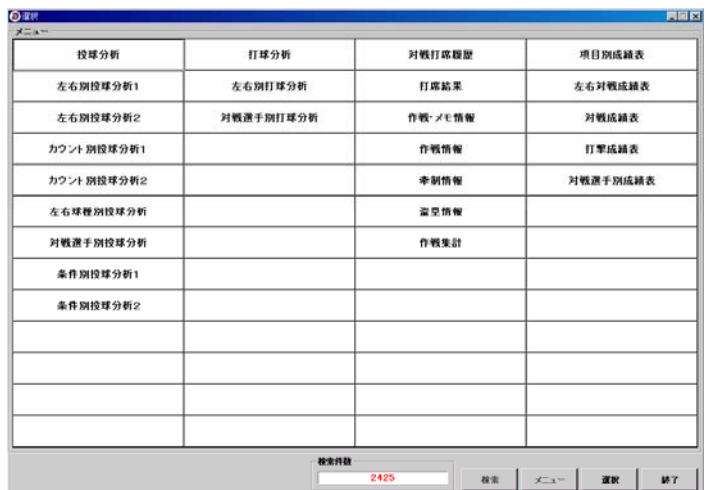 選択
メニュー
投球分析 打球分析 対戦打席履歴 項目別成績表
左右別投球分析1 左右別打球分析 打席結果 左右対戦成績表
左右別投球分析2 対戦選手別打球分析 作戦・メモ情報 対戦成績表
カウント別投球分析1 作戦情報 打撃成績表
カウント別投球分析2 牽制情報 対戦選手別成績表
左右球種別投球分析 盗塁情報
対戦選手別投球分析 作戦集計
条件別投球分析1
条件別投球分析2
検索件数
2425 検索 メニュー 選択 終了